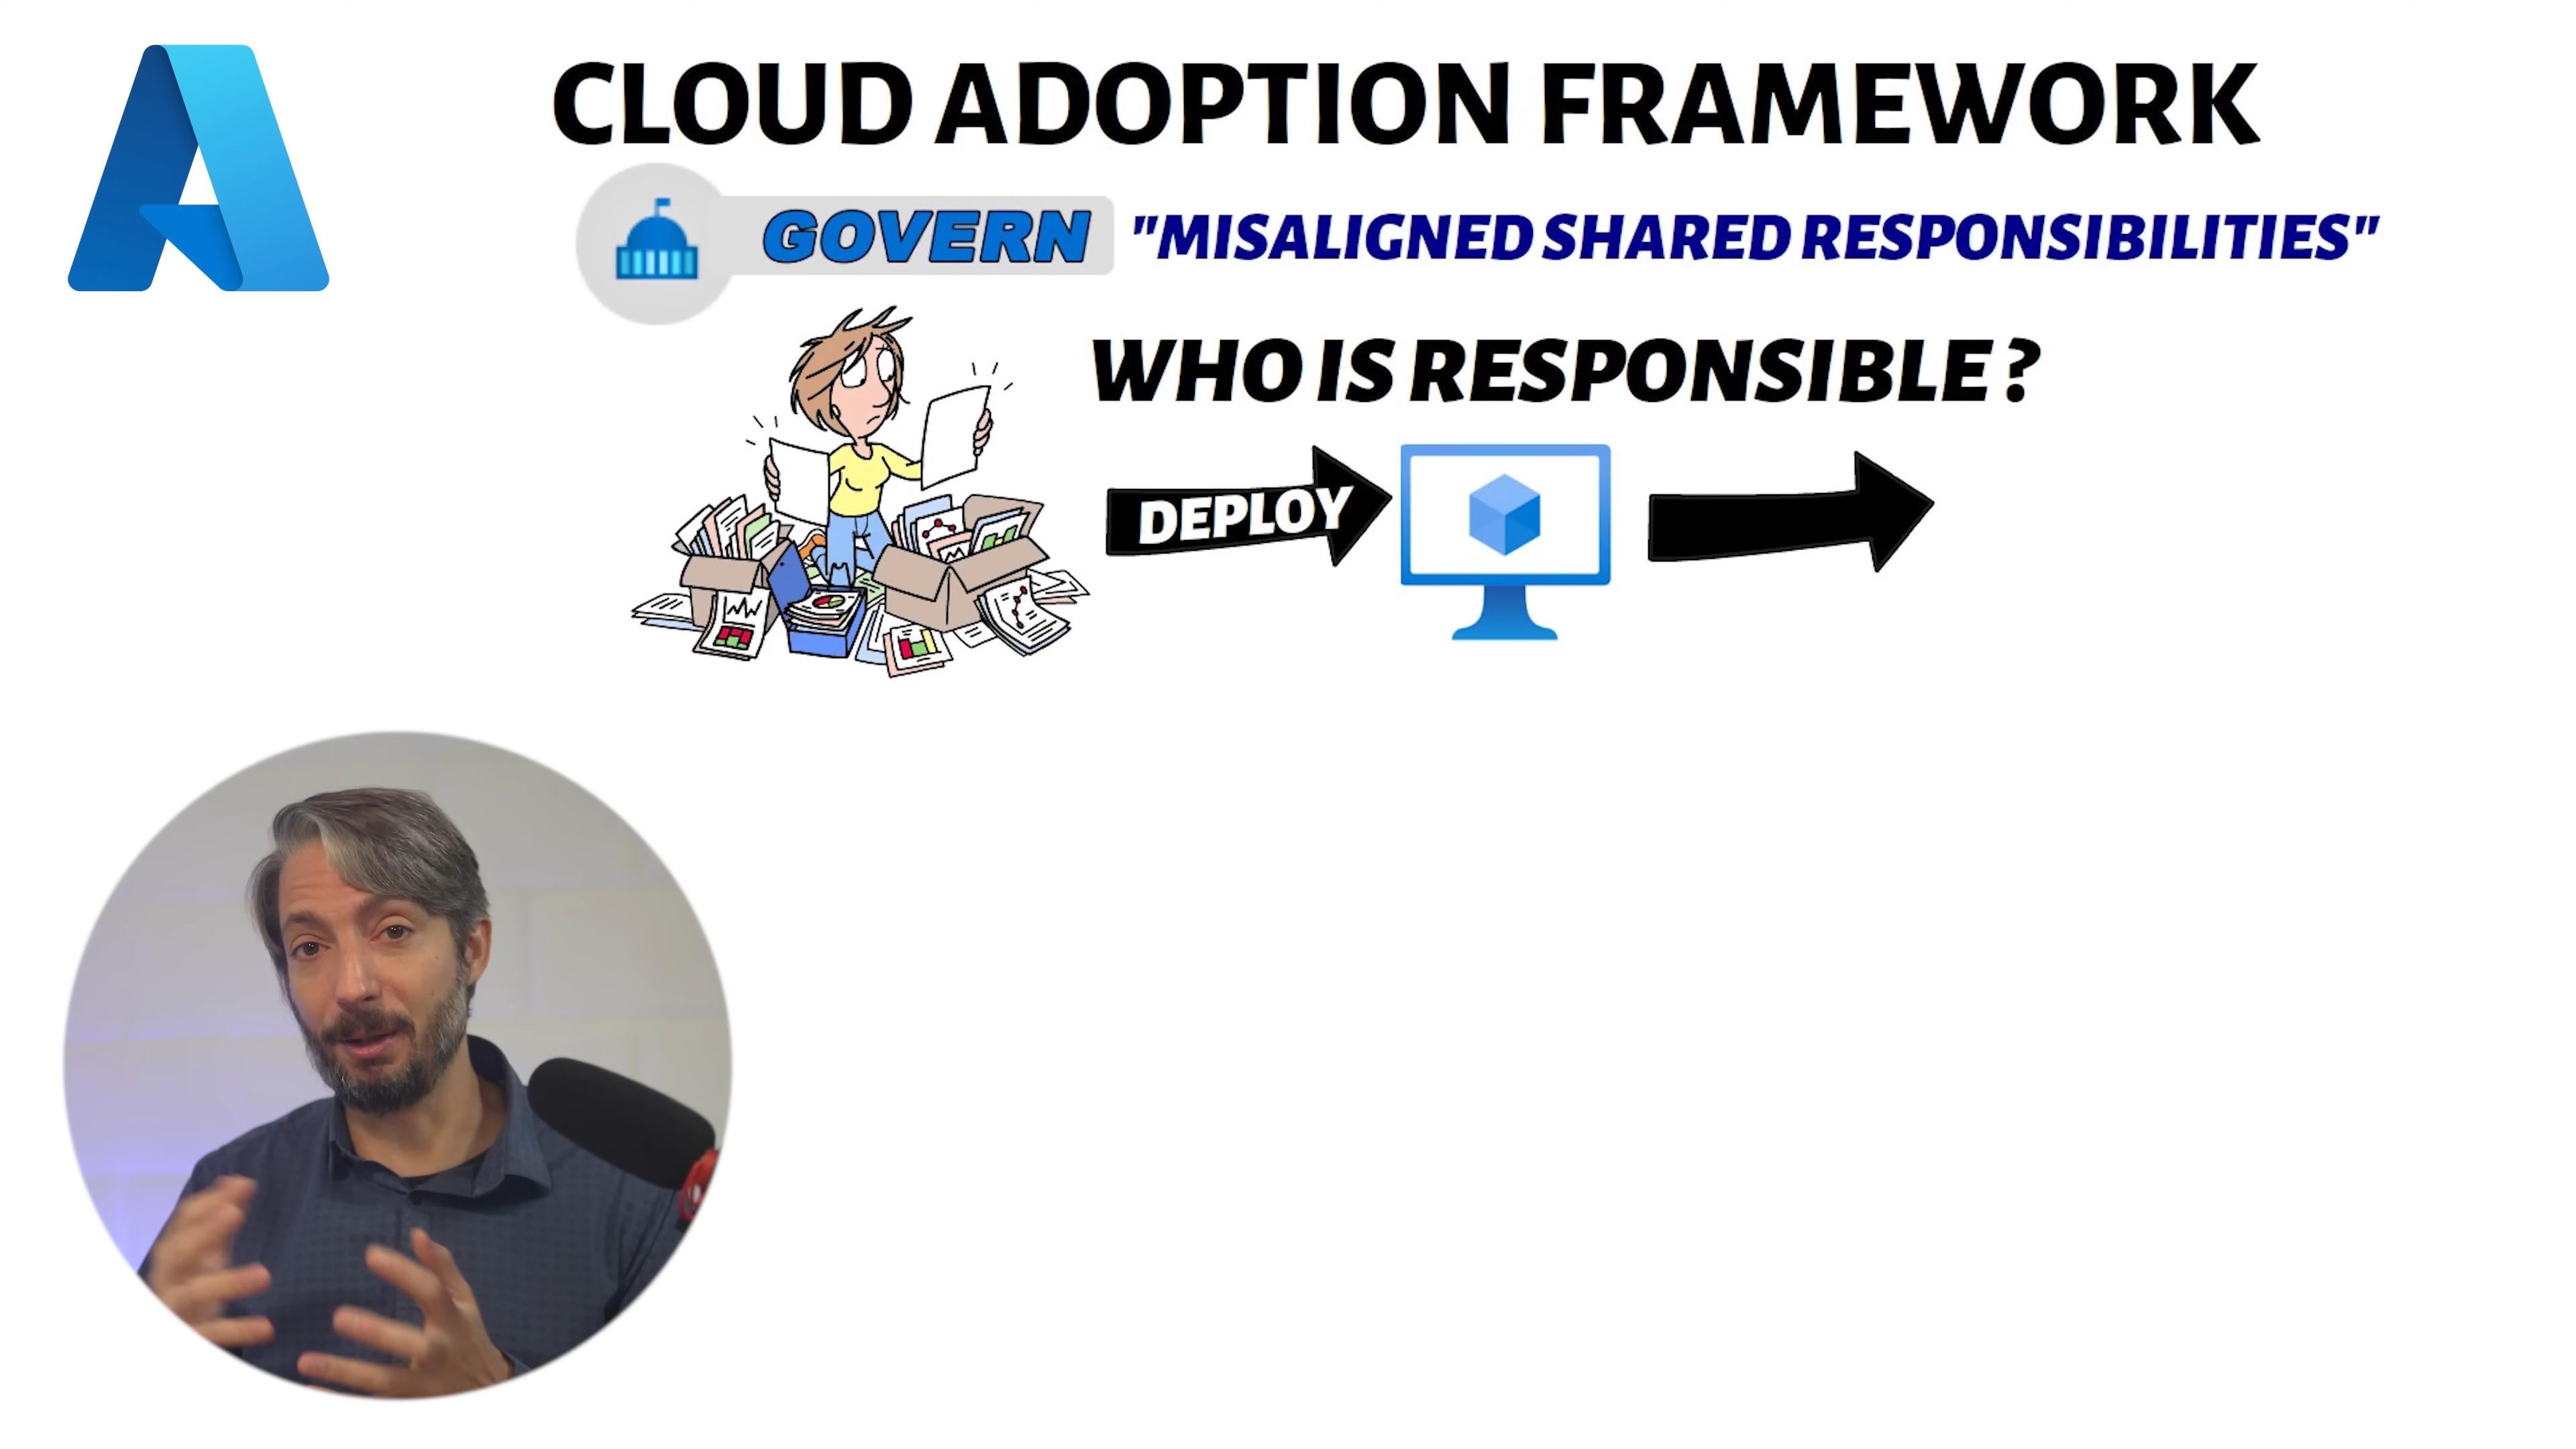 CLOUD ADOPTION FRAMEWORK
GOVERN "MISALIGNED SHARED RESPONSIBILITIES"
WHO IS RESPONSIBLE?
DEPLOY